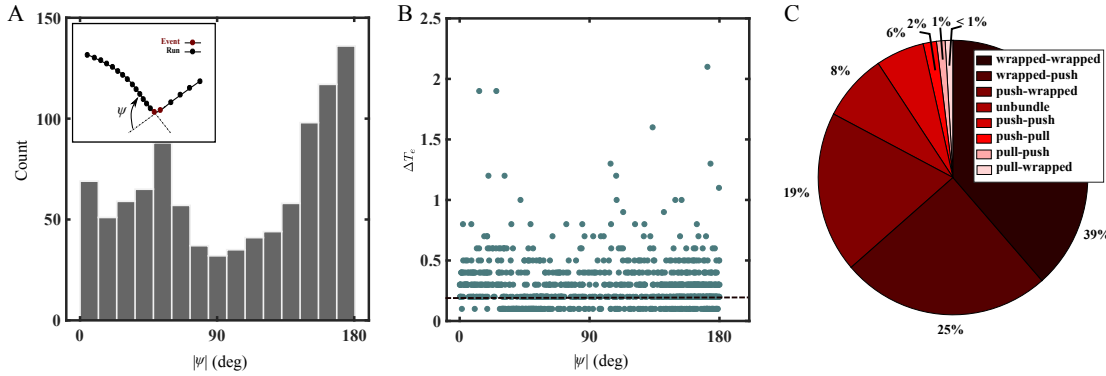 A
150
100
50
0
Count
0
90
180
|ψ| (deg)
Event
Run
ψ
B
2.5
2
1.5
1
0.5
0
ΔTₑ
0
90
180
|ψ| (deg)
C
6%
2%
1%
< 1%
8%
19%
25%
39%
wrapped-wrapped
wrapped-push
push-wrapped
unbundle
push-push
push-pull
pull-push
pull-wrapped